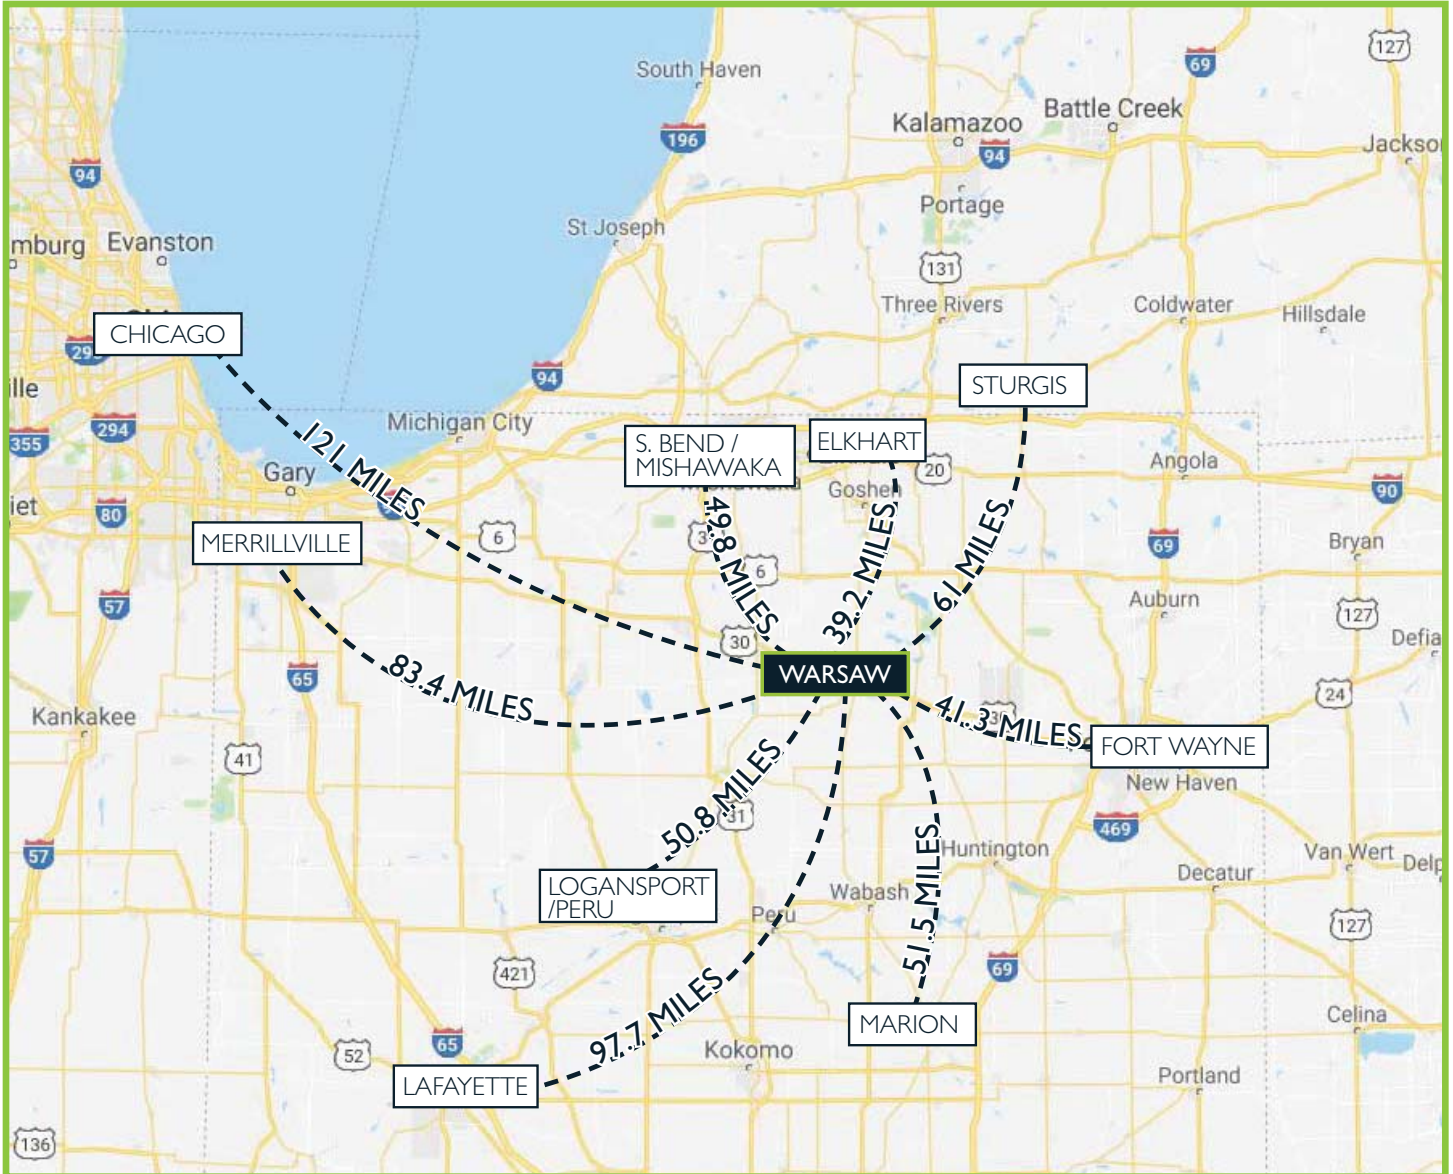 127
69
South Haven
Battle Creek
Kalamazoo
196
94
Jackso
94
Portage
St Joseph
mburg
Evanston
131
Three Rivers
Coldwater
Hillsdale
CHICAGO
94
STURGIS
ille
Michigan City
294
355
S. BEND /
MISHAWAKA
ELKHART
20
Angola
121 MILES
Gary
Goshen
90
iet
80
49.8 MILES
39.2 MILES
61 MILES
MERRILLVILLE
6
69
Bryan
6
57
Auburn
127
Defia
30
WARSAW
83.4 MILES
65
24
Kankakee
41.3 MILES
FORT WAYNE
41
50.8 MILES
New Haven
31
469
57
51.5 MILES
Huntington
Van Wert
Delp
Decatur
LOGANSPORT
/PERU
Wabash
Peru
127
421
69
97.7 MILES
MARION
Celina
65
52
Kokomo
LAFAYETTE
Portland
136